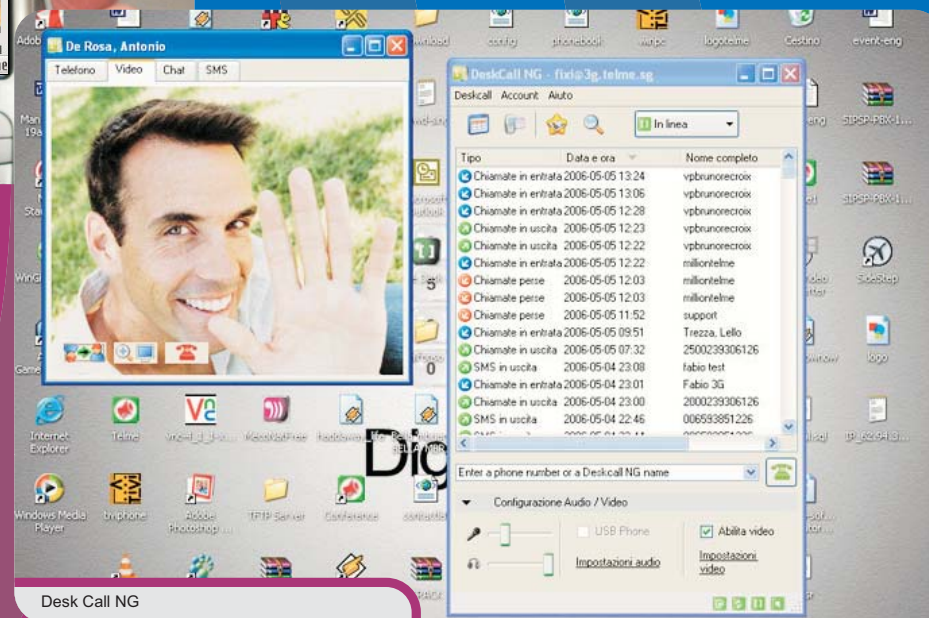 De Rosa, Antonio
Telefono Video Chat SMS
DeskCall NG - fixi@3g.telme.sg
Deskcall Account Aiuto
In linea
Tipo Data e ora Nome completo
Chiamate in entrata 2006-05-05 13:24 vpbrunorecroix
Chiamate in entrata 2006-05-05 13:06 vpbrunorecroix
Chiamate in entrata 2006-05-05 12:28 vpbrunorecroix
Chiamate in uscita 2006-05-05 12:23 vpbrunorecroix
Chiamate in uscita 2006-05-05 12:22 vpbrunorecroix
Chiamate in entrata 2006-05-05 12:22 milliontelme
Chiamate perse 2006-05-05 12:03 milliontelme
Chiamate perse 2006-05-05 12:03 milliontelme
Chiamate perse 2006-05-05 11:52 support
Chiamate in entrata 2006-05-05 09:51 Trezza, Lello
Chiamate in uscita 2006-05-05 07:32 2500239306126
SMS in uscita 2006-05-04 23:08 fabio test
Chiamate in entrata 2006-05-04 23:01 Fabio 3G
Chiamate in uscita 2006-05-04 23:00 2000239306126
SMS in uscita 2006-05-04 22:46 006593851226
Enter a phone number or a Deskcall NG name
Configurazione Audio / Video
USB Phone Abilita video
Impostazioni audio Impostazioni
video
config phonebook winpc logotelme Cestino event-eng
SideStep
logo
Internet
Explorer
Telme
TFTP Server Conference
Windows Media
Player
tiviphone
Adobe
Photoshop ...
Dig
Desk Call NG